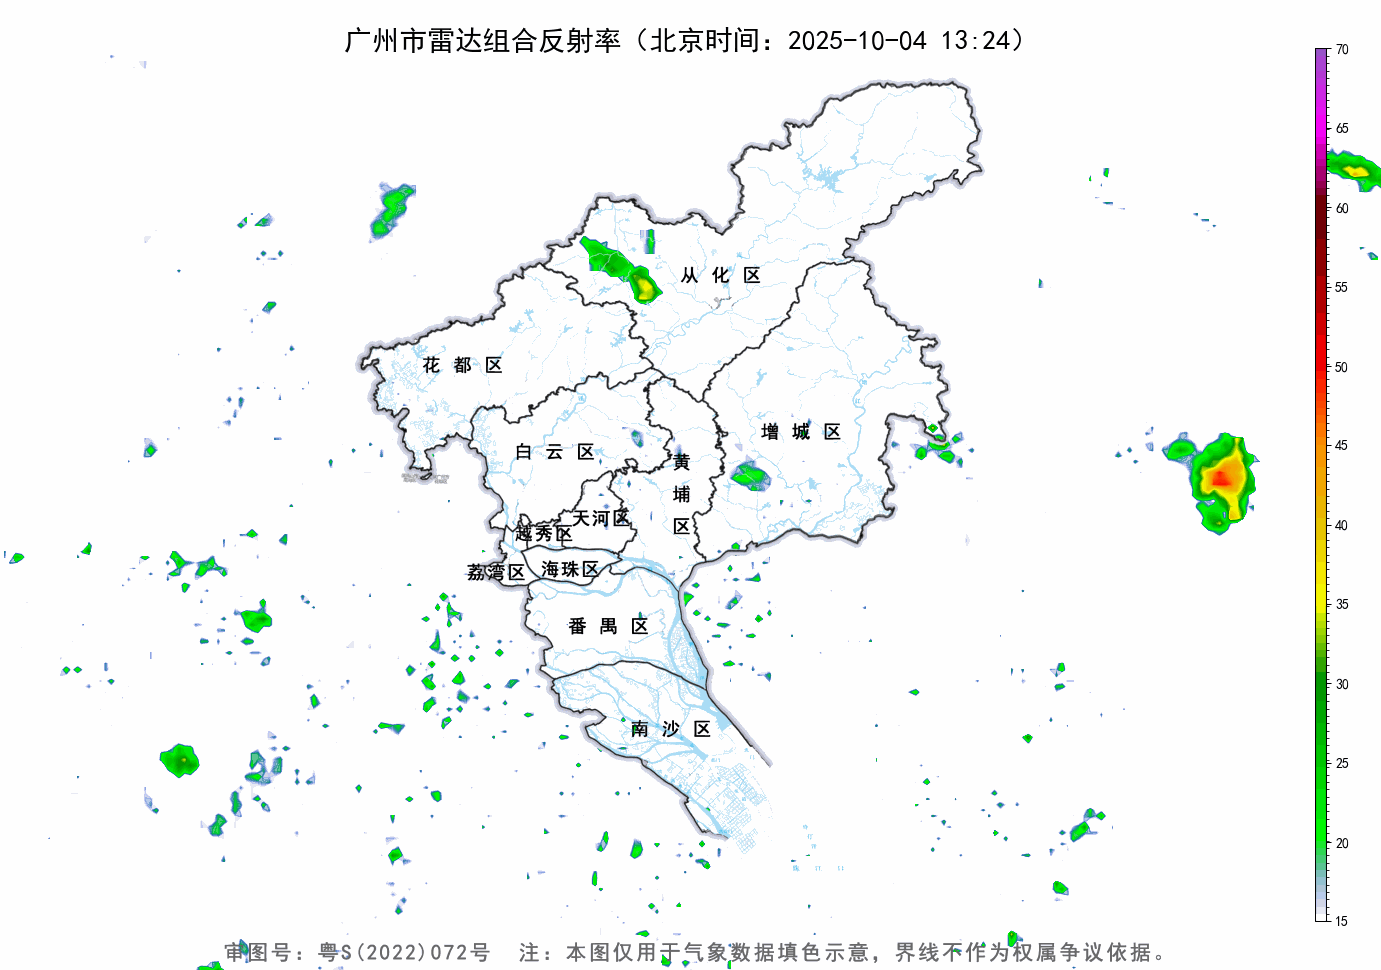 广州市雷达组合反射率（北京时间：2025-10-04 13:24）
70
65
60
55
50
45
40
35
30
25
20
15
从化区
花都区
增城区
白云区
黄埔区
天河区
越秀区
荔湾区
海珠区
番禺区
南沙区
审图号：粤S(2022)072号 注：本图仅用于气象数据填色示意，界线不作为权属争议依据。